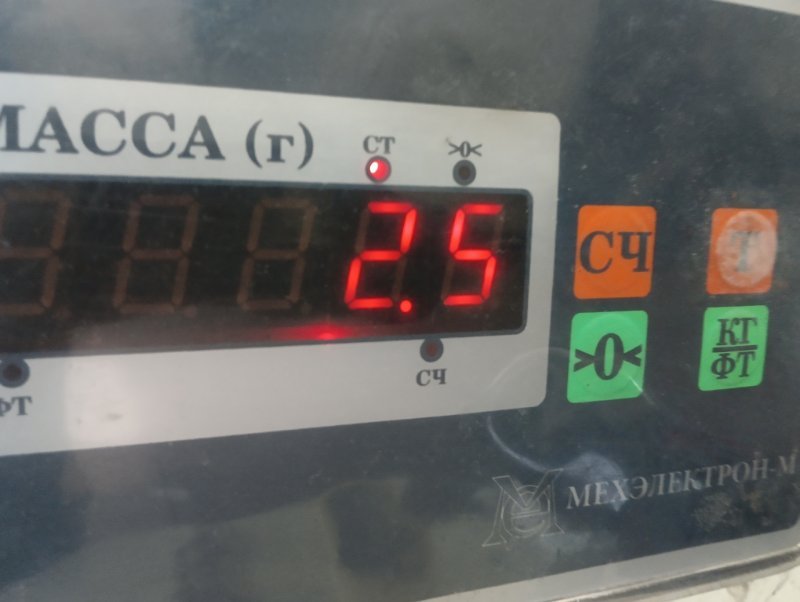 МАССА (г)
СТ
>0<
2.5
СЧ
ФТ
СЧ
Т
>0<
КГ
ФТ
МЕХЭЛЕКТРОН-М